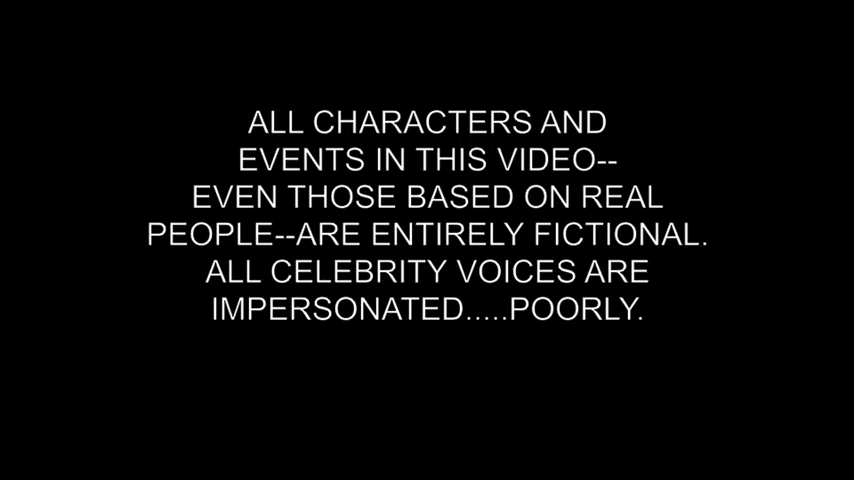 ALL CHARACTERS AND
EVENTS IN THIS VIDEO--
EVEN THOSE BASED ON REAL
PEOPLE--ARE ENTIRELY FICTIONAL.
ALL CELEBRITY VOICES ARE
IMPERSONATED.....POORLY.